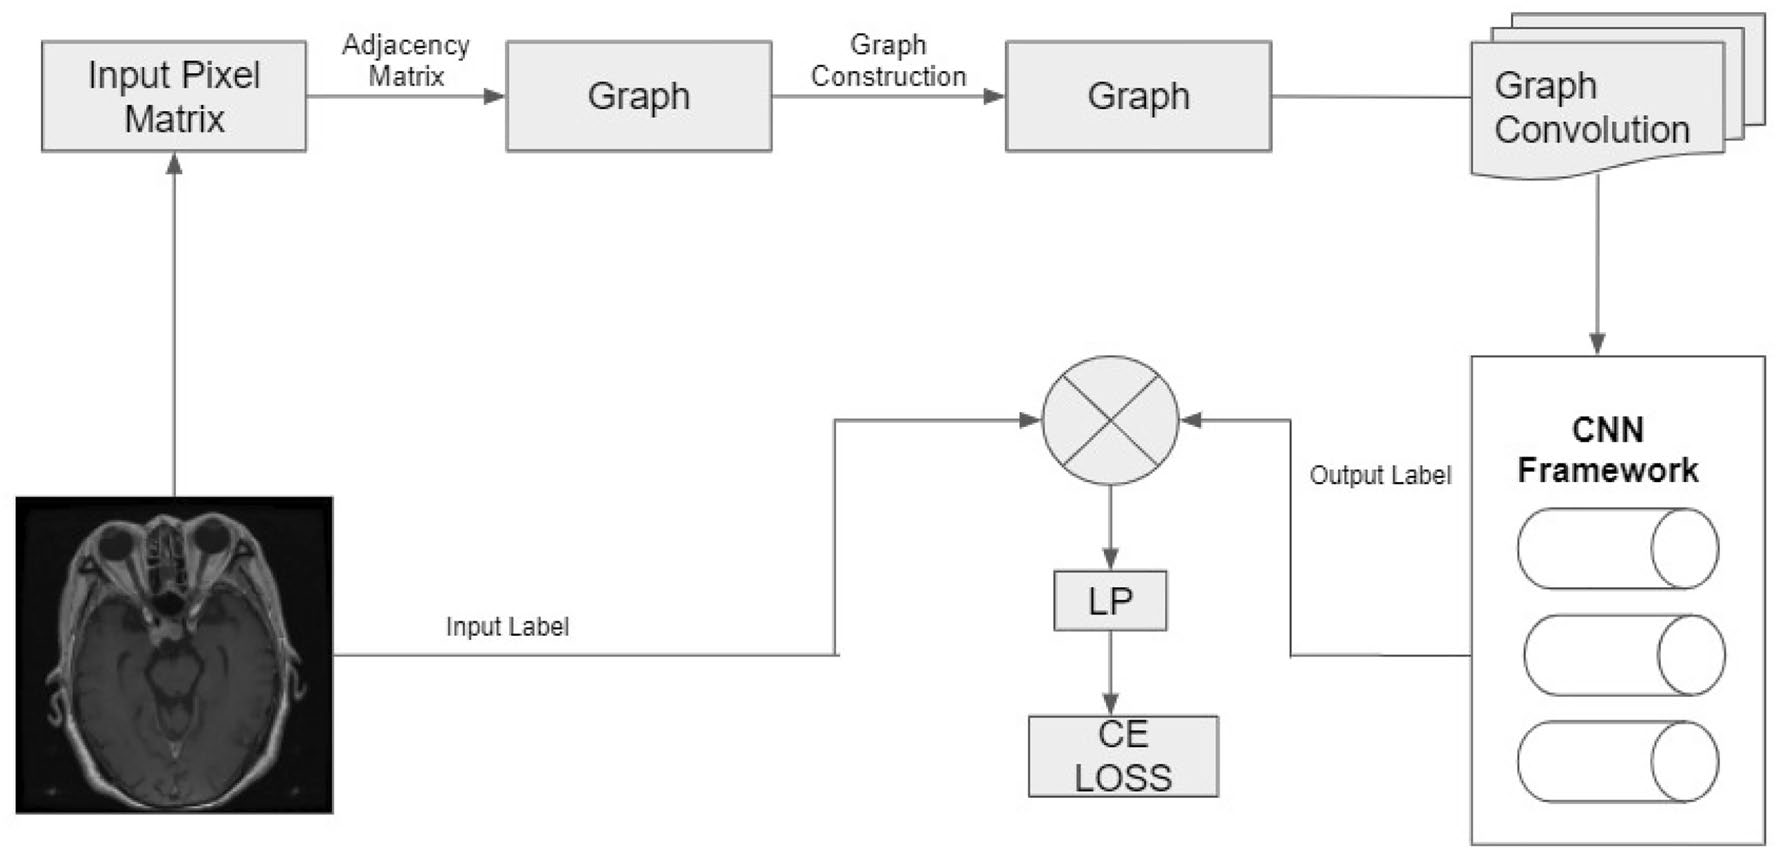 Input Pixel
Matrix
Adjacency
Matrix
Graph
Graph
Construction
Graph
Graph
Convolution
CNN
Framework
Output Label
Input Label
LP
CE
LOSS